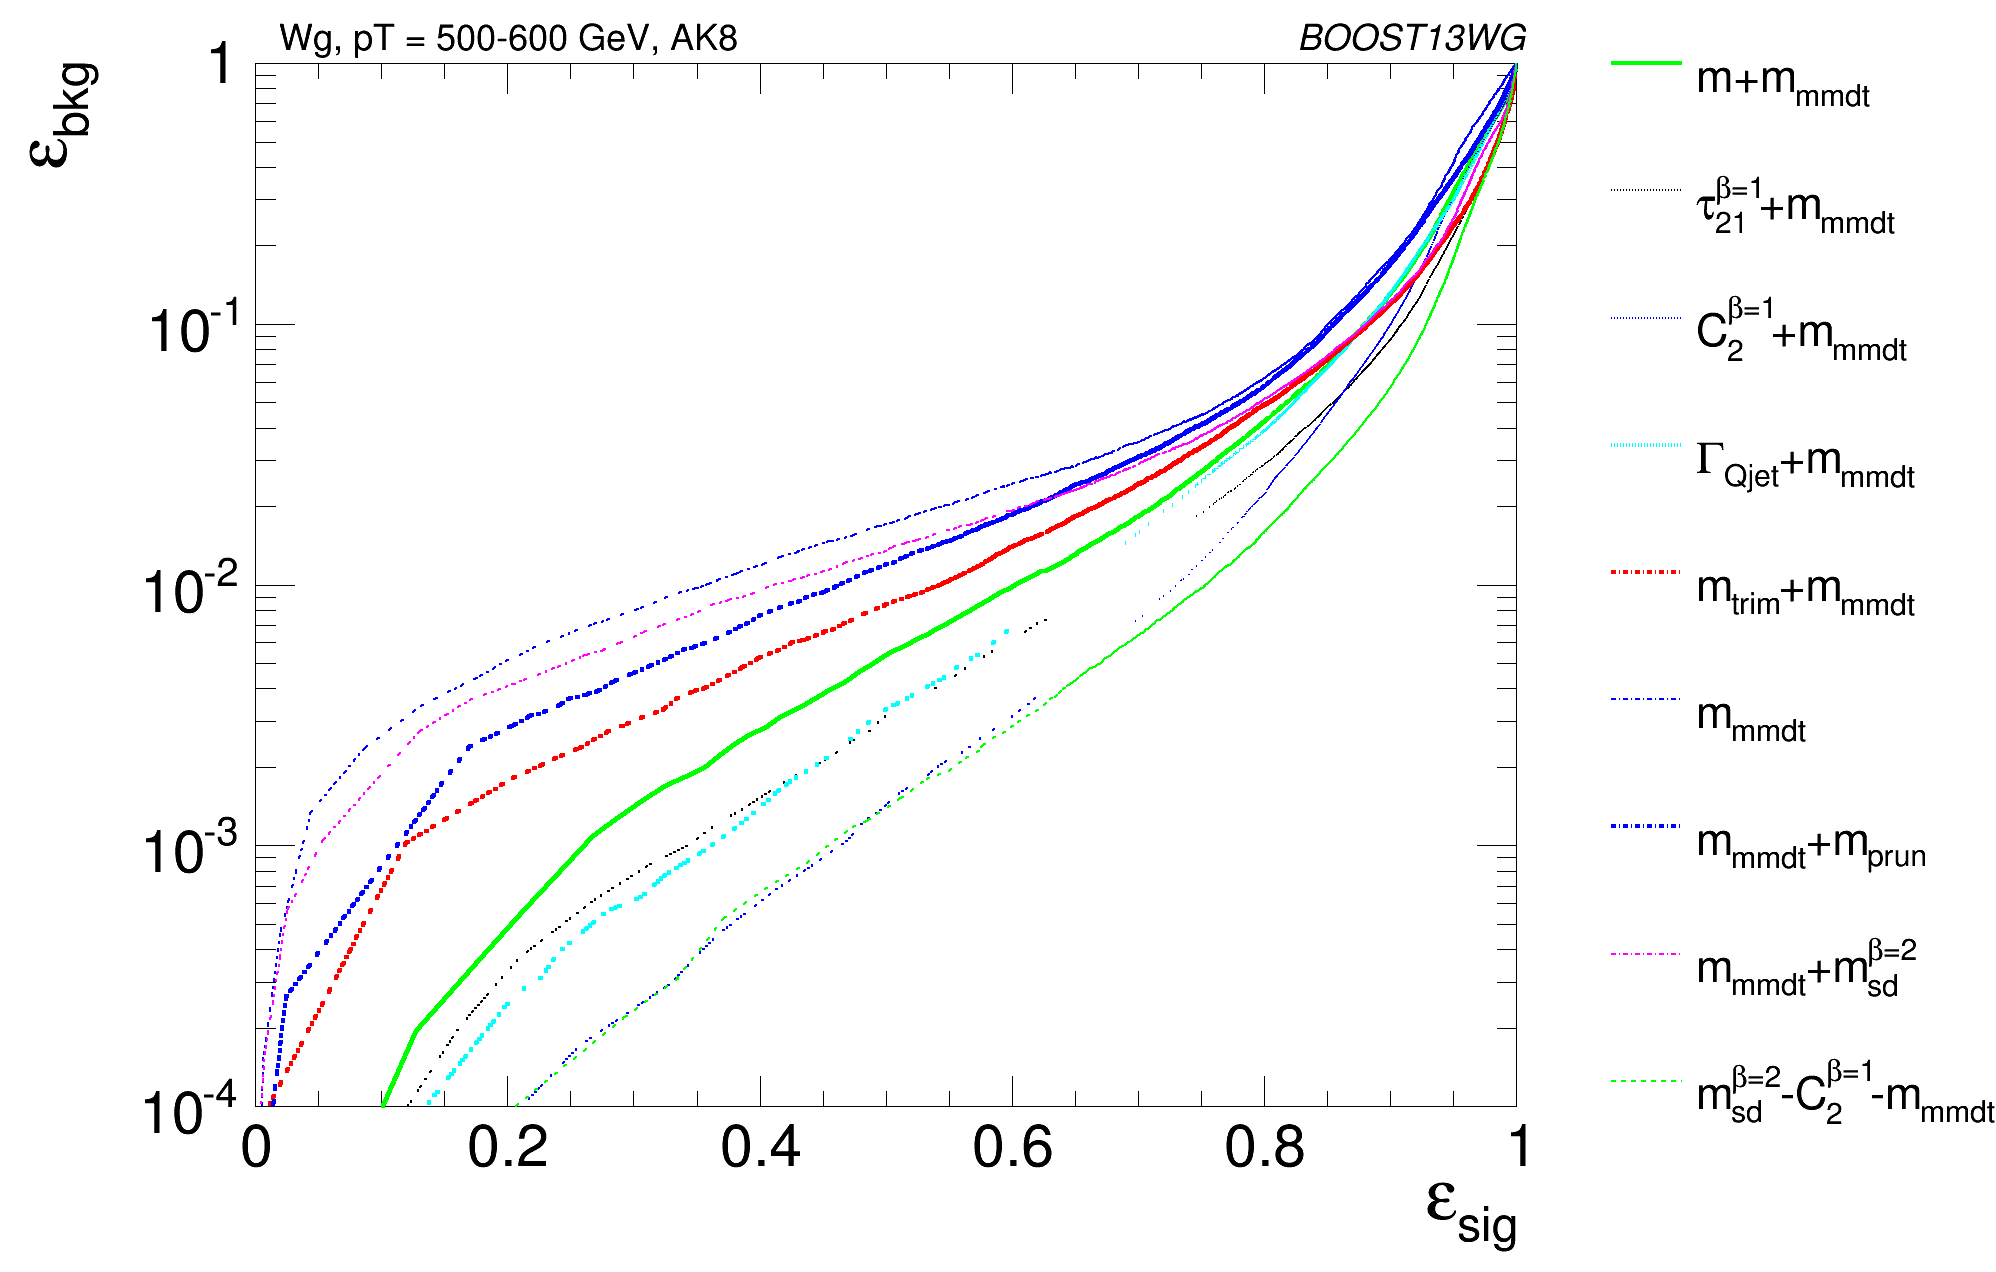 Wg, pT = 500-600 GeV, AK8
BOOST13WG
ε_bkg
1
10^-1
10^-2
10^-3
10^-4
0 0.2 0.4 0.6 0.8 1
ε_sig
m+m_mmdt
τ_21^β=1+m_mmdt
C_2^β=1+m_mmdt
Γ_Qjet+m_mmdt
m_trim+m_mmdt
m_mmdt
m_mmdt+m_prun
m_mmdt+m_sd^β=2
m_sd^β=2-C_2^β=1-m_mmdt